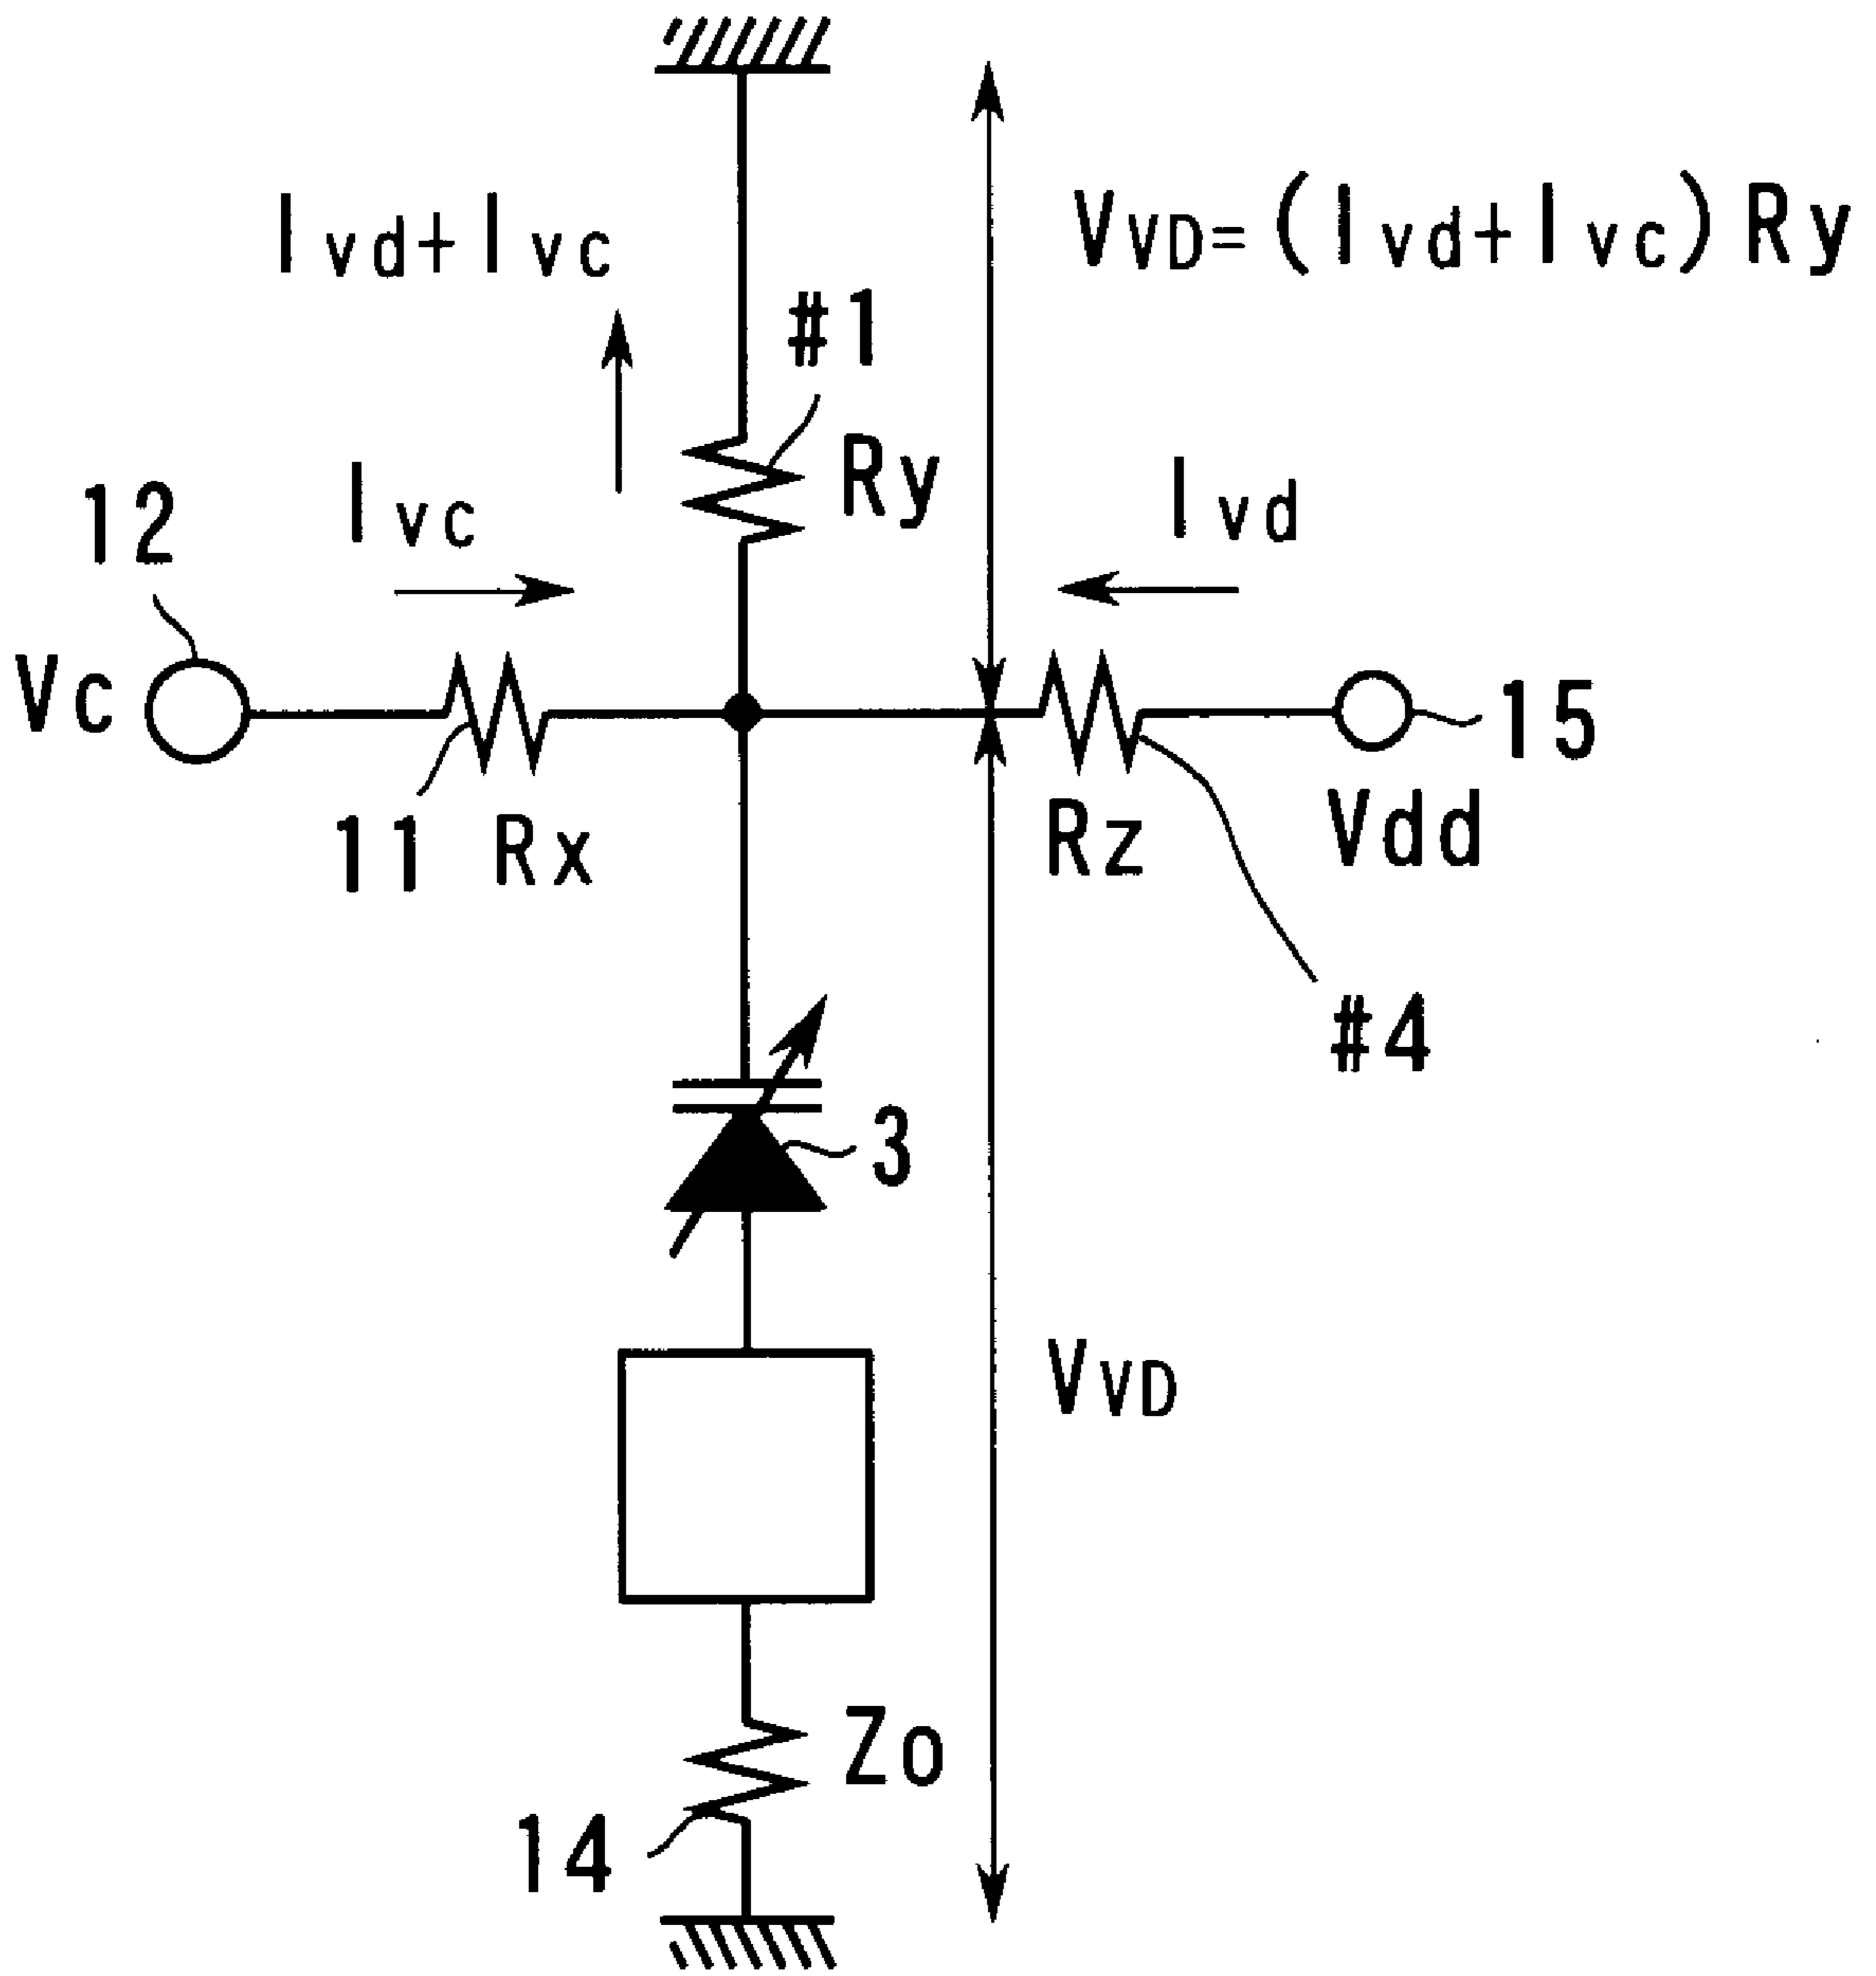 Ivd+Ivc
VVD=(Ivd+Ivc)Ry
#1
Ry
12
Ivc
Ivd
Vc
15
11 Rx
Rz
Vdd
#4
3
VVD
Zo
14